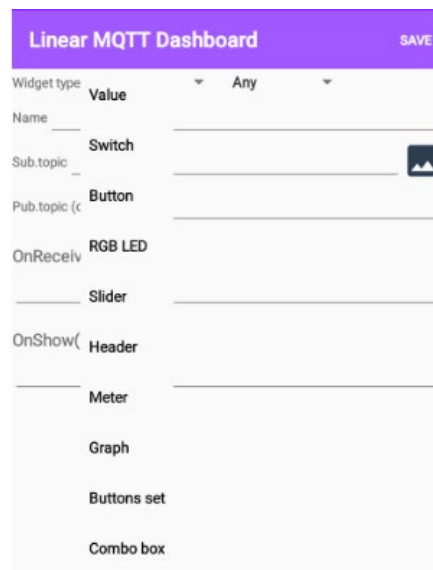 Linear MQTT Dashboard SAVE
Widget type Value Any
Name
Switch
Sub.topic
Button
Pub.topic (c
RGB LED
OnReceiv
Slider
OnShow(
Header
Meter
Graph
Buttons set
Combo box